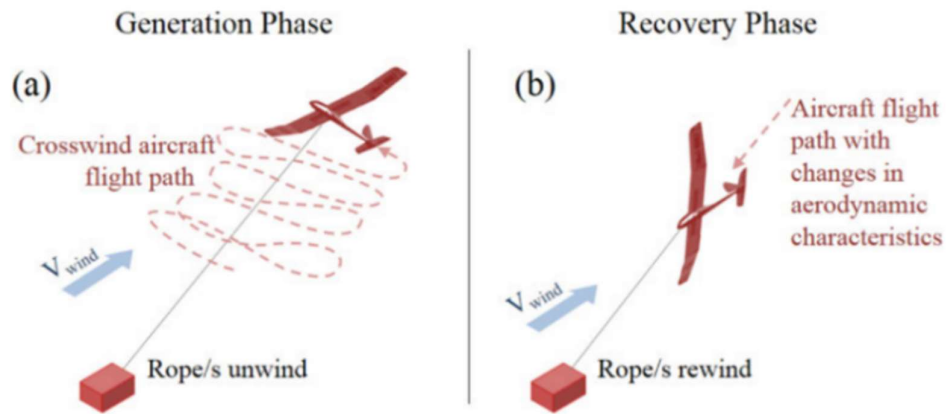 Generation Phase
(a)
Crosswind aircraft
flight path
V wind
Rope/s unwind
Recovery Phase
(b)
Aircraft flight
path with
changes in
aerodynamic
characteristics
V wind
Rope/s rewind